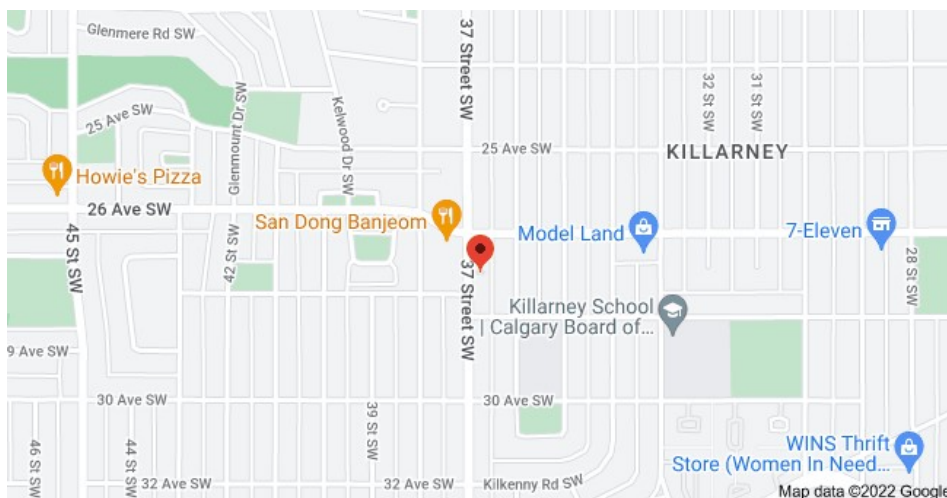 Glenmere Rd SW
37 Street SW
32 St SW
31 St SW
25 Ave SW
Glenmount Dr SW
Kelwood Dr SW
25 Ave SW
KILLARNEY
Howie's Pizza
26 Ave SW
San Dong Banjeom
Model Land
7-Eleven
45 St SW
42 St SW
37 Street SW
28 St SW
Killarney School
| Calgary Board of...
9 Ave SW
30 Ave SW
30 Ave SW
39 St SW
46 St SW
44 St SW
WINS Thrift
Store (Women In Need...
32 Ave SW
32 Ave SW
Kilkenny Rd SW
Map data ©2022 Google